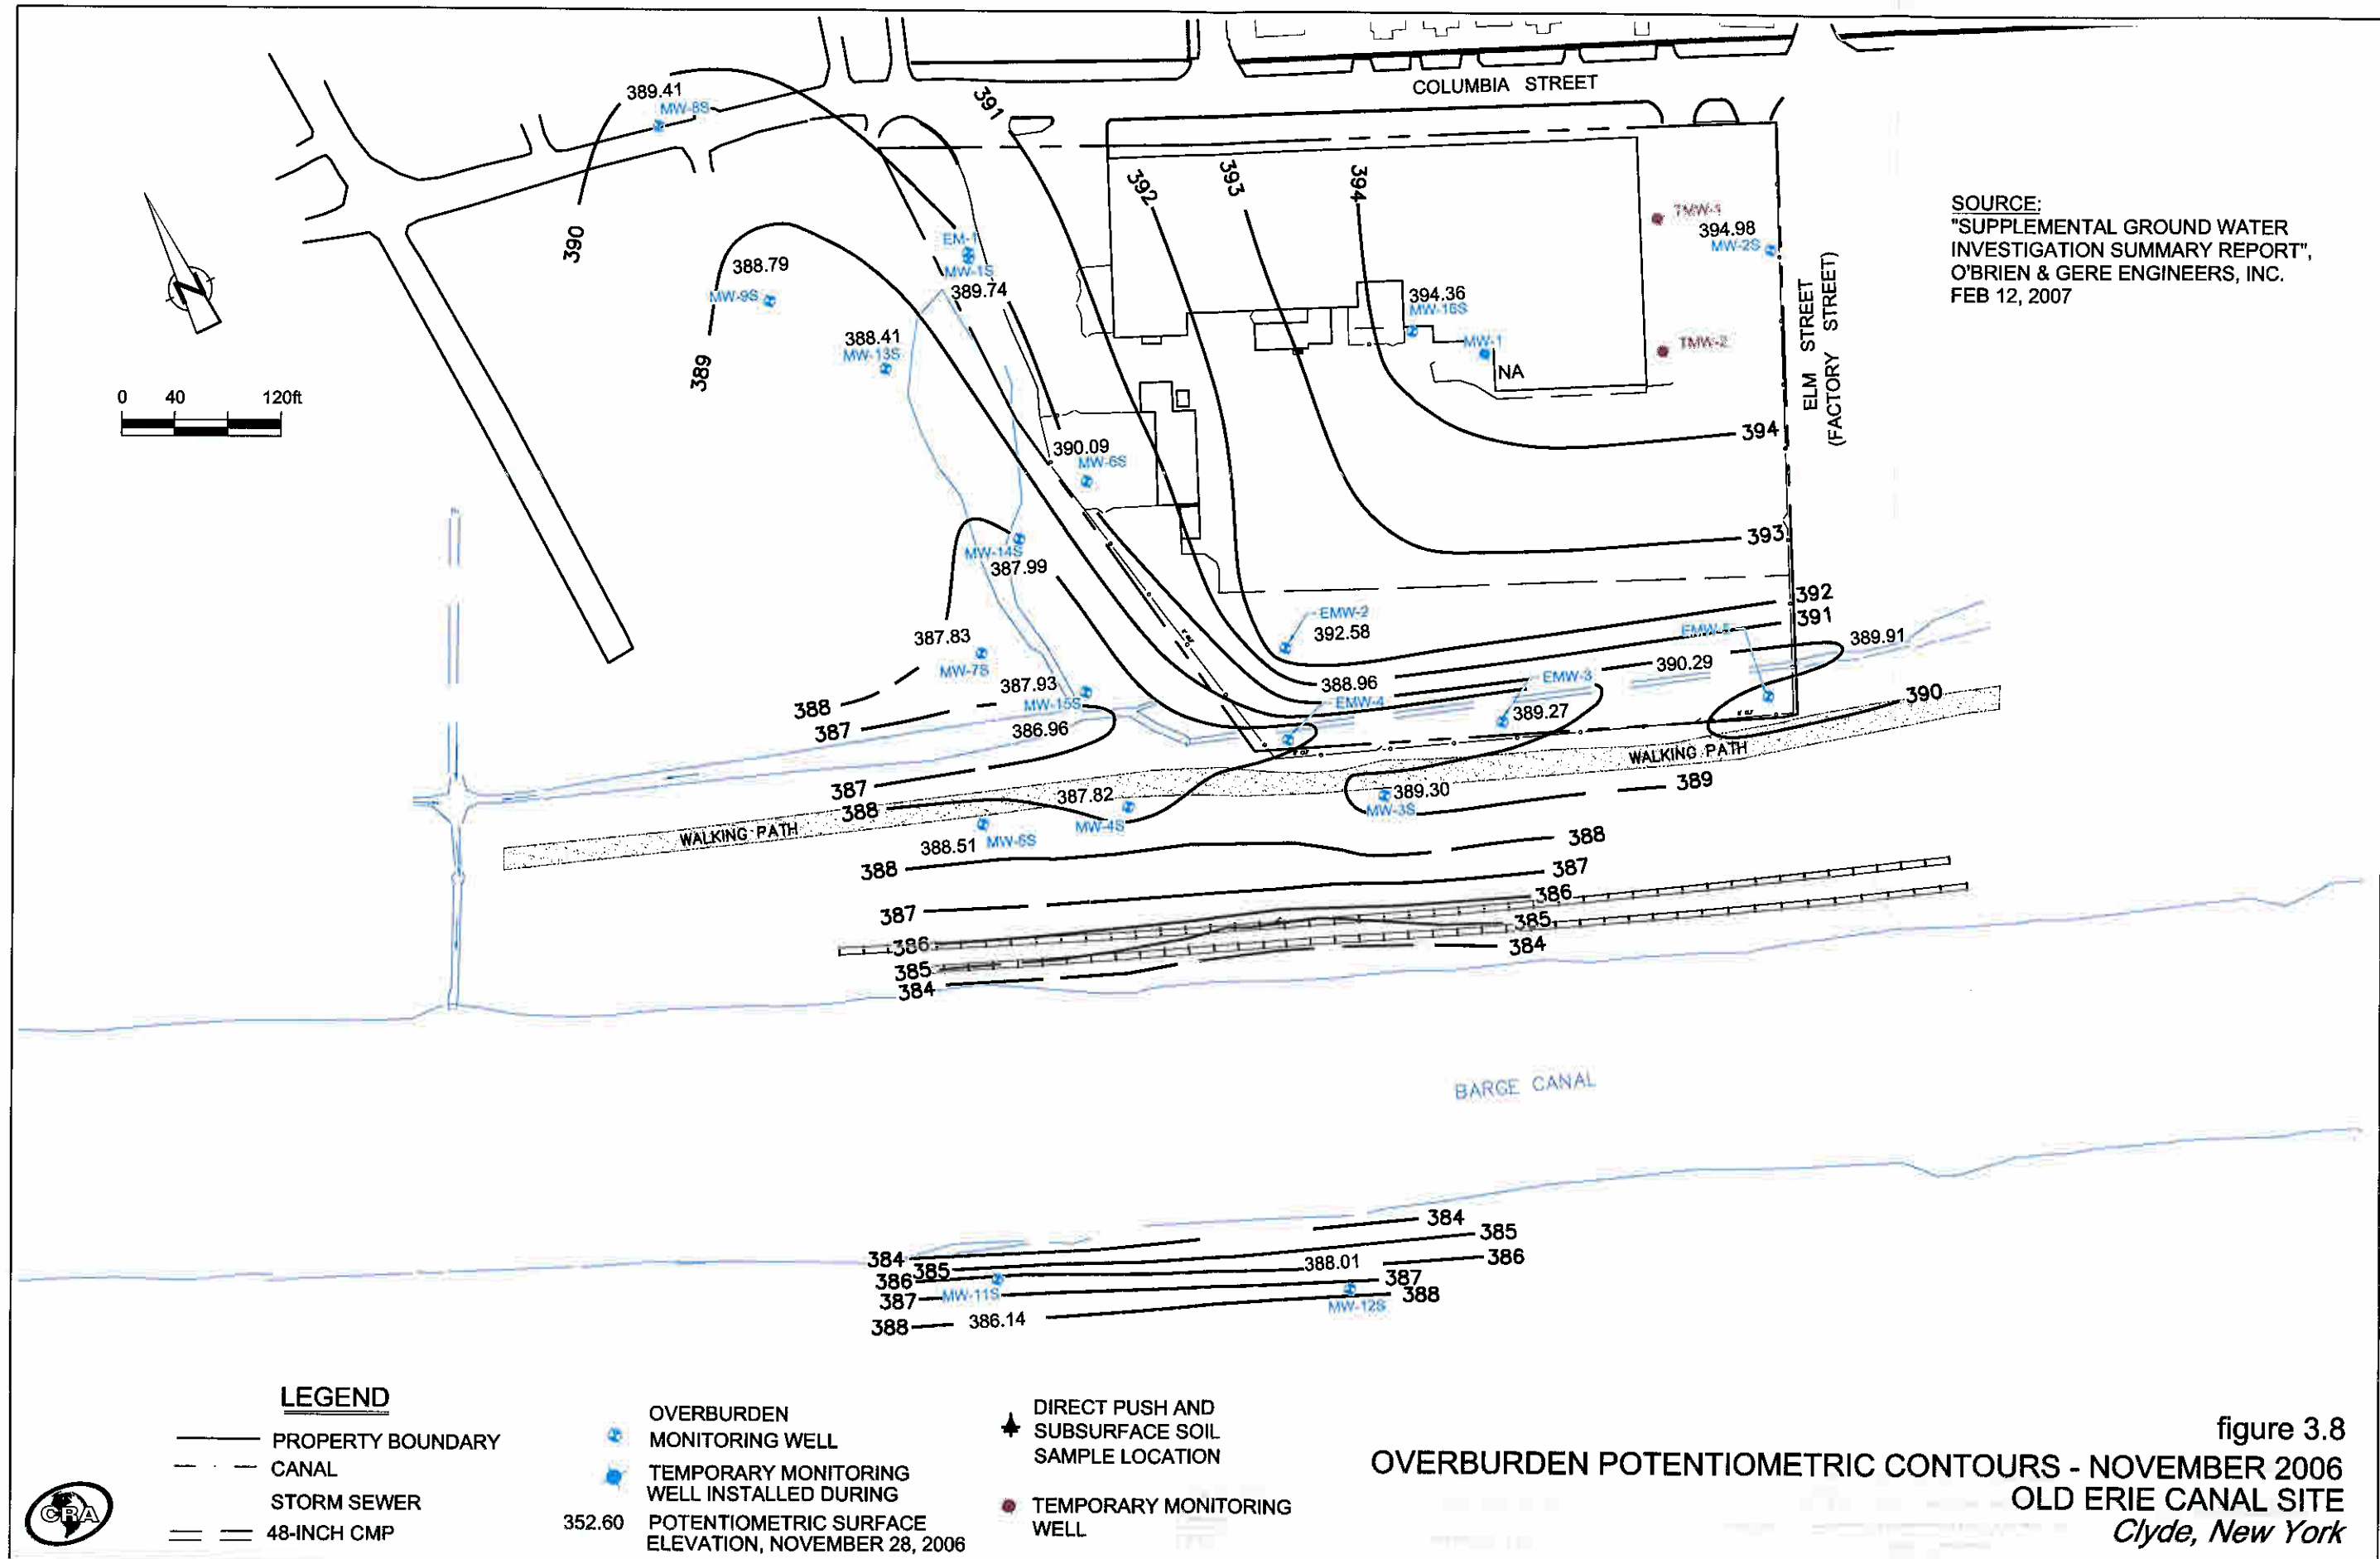 COLUMBIA STREET
389.41
MW-8S
391
390
392
393
394
TMW-1
394.98
MW-2S
SOURCE:
"SUPPLEMENTAL GROUND WATER
INVESTIGATION SUMMARY REPORT",
O'BRIEN & GERE ENGINEERS, INC.
FEB 12, 2007
ELM STREET
(FACTORY STREET)
N
0 40 120ft
388.79
MW-9S
EM-1
MW-1S
389.74
388.41
MW-13S
389
394.36
MW-16S
MW-1
NA
TMW-2
394
390.09
MW-6S
393
MW-14S
387.99
392
391
EMW-2
392.58
EMW-5
389.91
387.83
MW-7S
390.29
387.93
MW-15S
388.96
EMW-4
EMW-3
389.27
390
388
387
386.96
WALKING PATH
387
388
387.82
MW-4S
389.30
MW-3S
389
WALKING PATH
388.51
MW-6S
388
388
387
387
386
386
385
385
384
384
BARGE CANAL
384
385
384
385
386
388.01
386
387
MW-11S
387
388
MW-12S
388
386.14
LEGEND
PROPERTY BOUNDARY
CANAL
STORM SEWER
48-INCH CMP
OVERBURDEN
MONITORING WELL
TEMPORARY MONITORING
WELL INSTALLED DURING
352.60 POTENTIOMETRIC SURFACE
ELEVATION, NOVEMBER 28, 2006
DIRECT PUSH AND
SUBSURFACE SOIL
SAMPLE LOCATION
TEMPORARY MONITORING
WELL
CRA
figure 3.8
OVERBURDEN POTENTIOMETRIC CONTOURS - NOVEMBER 2006
OLD ERIE CANAL SITE
Clyde, New York